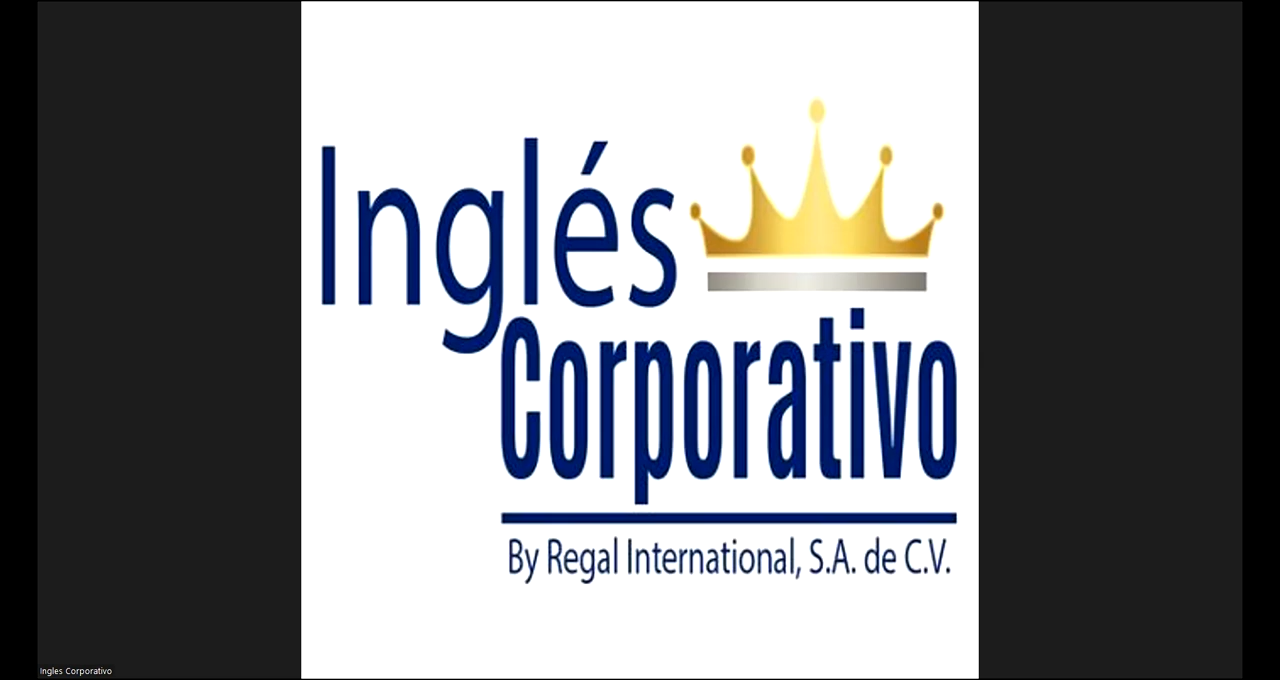 Inglés
Corporativo
By Regal International, S.A. de C.V.
Ingles Corporativo